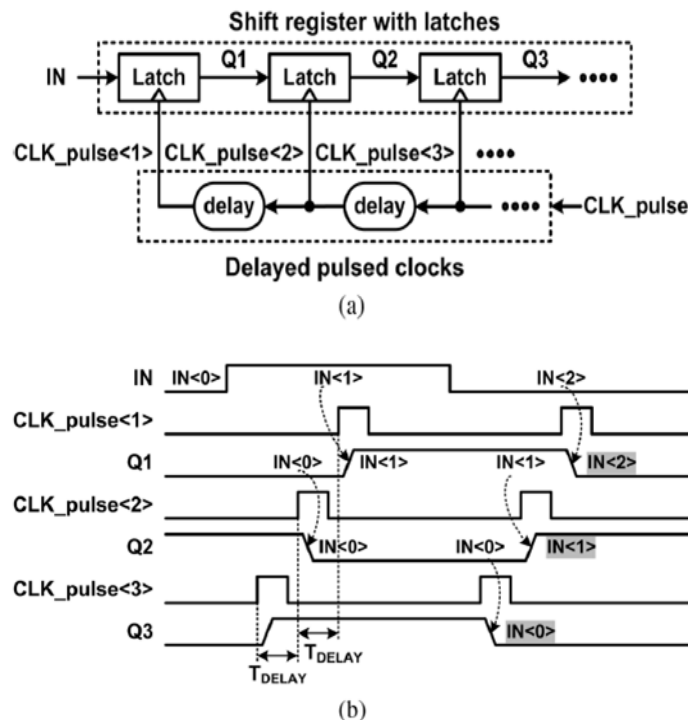 Shift register with latches
IN Latch Q1 Latch Q2 Latch Q3 ••••
CLK_pulse<1> CLK_pulse<2> CLK_pulse<3> ••••
delay delay •••• CLK_pulse
Delayed pulsed clocks
(a)
IN IN<0> IN<1> IN<2>
CLK_pulse<1>
Q1 IN<0> IN<1> IN<1> IN<2>
CLK_pulse<2>
Q2 IN<0> IN<0> IN<1>
CLK_pulse<3>
Q3 IN<0>
TDELAY
TDELAY
(b)